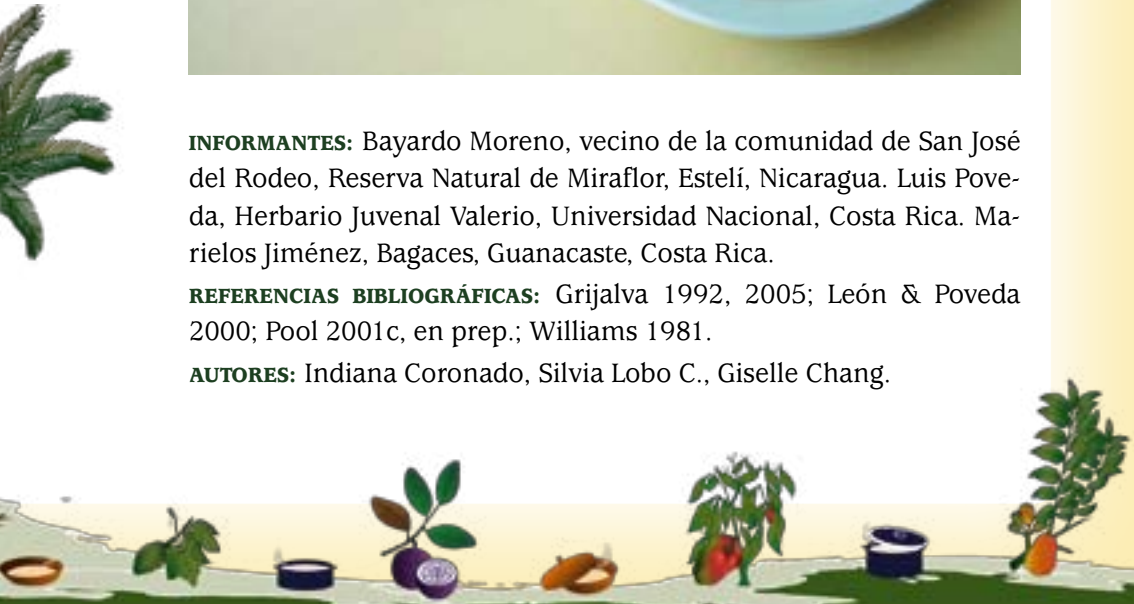 INFORMANTES: Bayardo Moreno, vecino de la comunidad de San José
del Rodeo, Reserva Natural de Miraflor, Estelí, Nicaragua. Luis Pove-
da, Herbario Juvenal Valerio, Universidad Nacional, Costa Rica. Ma-
rielos Jiménez, Bagaces, Guanacaste, Costa Rica.
REFERENCIAS BIBLIOGRÁFICAS: Grijalva 1992, 2005; León & Poveda
2000; Pool 2001c, en prep.; Williams 1981.
AUTORES: Indiana Coronado, Silvia Lobo C., Giselle Chang.